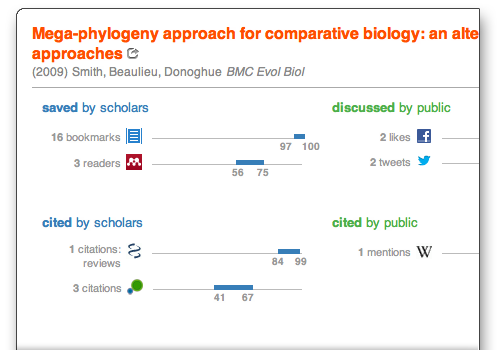 Mega-phylogeny approach for comparative biology: an alte
approaches
(2009) Smith, Beaulieu, Donoghue BMC Evol Biol
saved by scholars
16 bookmarks
97 100
3 readers
56 75
discussed by public
2 likes
2 tweets
cited by scholars
1 citations:
reviews
84 99
3 citations
41 67
cited by public
1 mentions W